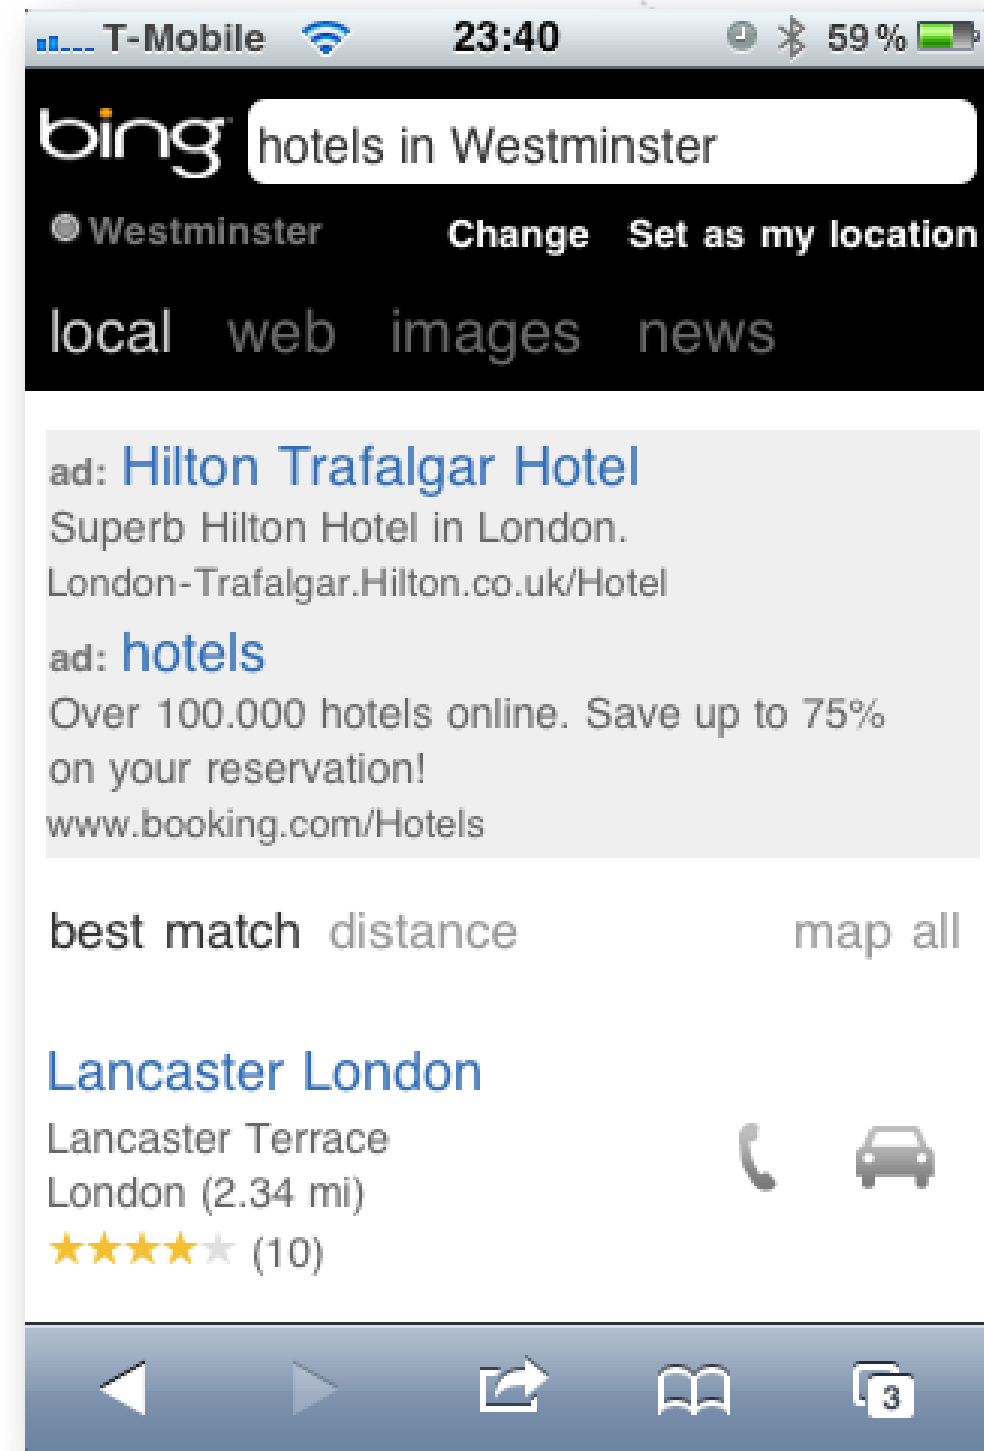 T-Mobile 23:40 59%
bing hotels in Westminster
Westminster Change Set as my location
local web images news
ad: Hilton Trafalgar Hotel
Superb Hilton Hotel in London.
London-Trafalgar.Hilton.co.uk/Hotel
ad: hotels
Over 100.000 hotels online. Save up to 75%
on your reservation!
www.booking.com/Hotels
best match distance map all
Lancaster London
Lancaster Terrace
London (2.34 mi)
(10)
3